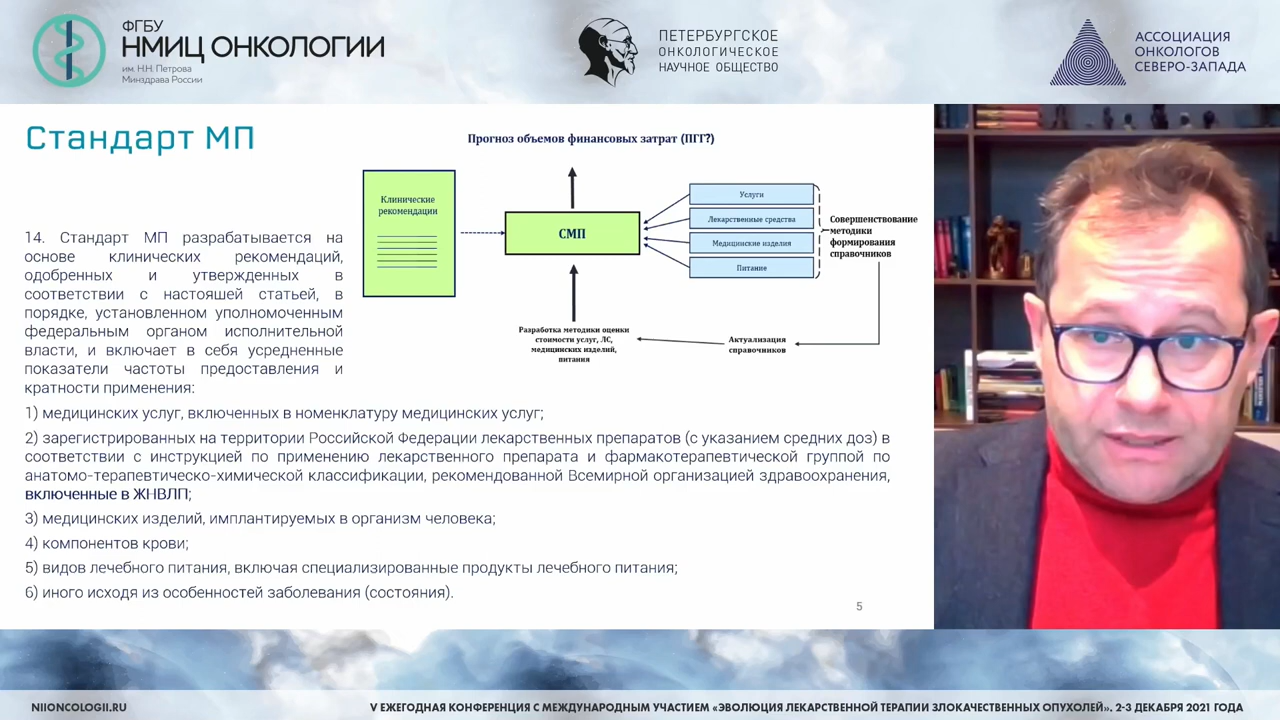 ФГБУ
НМИЦ ОНКОЛОГИИ
им. Н.Н. Петрова
Минздрава России
ПЕТЕРБУРГСКОЕ
ОНКОЛОГИЧЕСКОЕ
НАУЧНОЕ ОБЩЕСТВО
АССОЦИАЦИЯ
ОНКОЛОГОВ
СЕВЕРО-ЗАПАДА
Стандарт МП
Прогноз объемов финансовых затрат (ПГГ?)
Клинические
рекомендации
СМП
Услуги
Лекарственные средства
Медицинские изделия
Питание
Совершенствование
методики
формирования
справочников
Разработка методики оценки
стоимости услуг, ЛС,
медицинских изделий,
питания
Актуализация
справочников
14. Стандарт МП разрабатывается на
основе клинических рекомендаций,
одобренных и утвержденных в
соответствии с настоящей статьей, в
порядке, установленном уполномоченным
федеральным органом исполнительной
власти, и включает в себя усредненные
показатели частоты предоставления и
кратности применения:
1) медицинских услуг, включенных в номенклатуру медицинских услуг;
2) зарегистрированных на территории Российской Федерации лекарственных препаратов (с указанием средних доз) в
соответствии с инструкцией по применению лекарственного препарата и фармакотерапевтической группой по
анатомо-терапевтическо-химической классификации, рекомендованной Всемирной организацией здравоохранения,
включенные в ЖНВЛП;
3) медицинских изделий, имплантируемых в организм человека;
4) компонентов крови;
5) видов лечебного питания, включая специализированные продукты лечебного питания;
6) иного исходя из особенностей заболевания (состояния).
5
NIIONCOLOGII.RU
V ЕЖЕГОДНАЯ КОНФЕРЕНЦИЯ С МЕЖДУНАРОДНЫМ УЧАСТИЕМ «ЭВОЛЮЦИЯ ЛЕКАРСТВЕННОЙ ТЕРАПИИ ЗЛОКАЧЕСТВЕННЫХ ОПУХОЛЕЙ». 2-3 ДЕКАБРЯ 2021 ГОДА